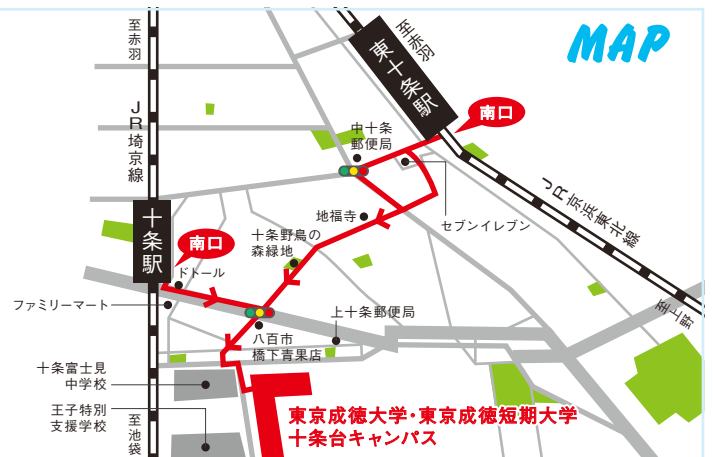 MAP
至赤羽
至赤羽
東十条駅
南口
JR埼京線
中十条
郵便局
JR京浜東北線
十条駅
地福寺
セブンイレブン
南口
十条野鳥の
森緑地
ドトール
ファミリーマート
上十条郵便局
至上野
八百市
橋下青果店
十条富士見
中学校
王子特別
支援学校
至池袋
東京成徳大学・東京成徳短期大学
十条台キャンパス